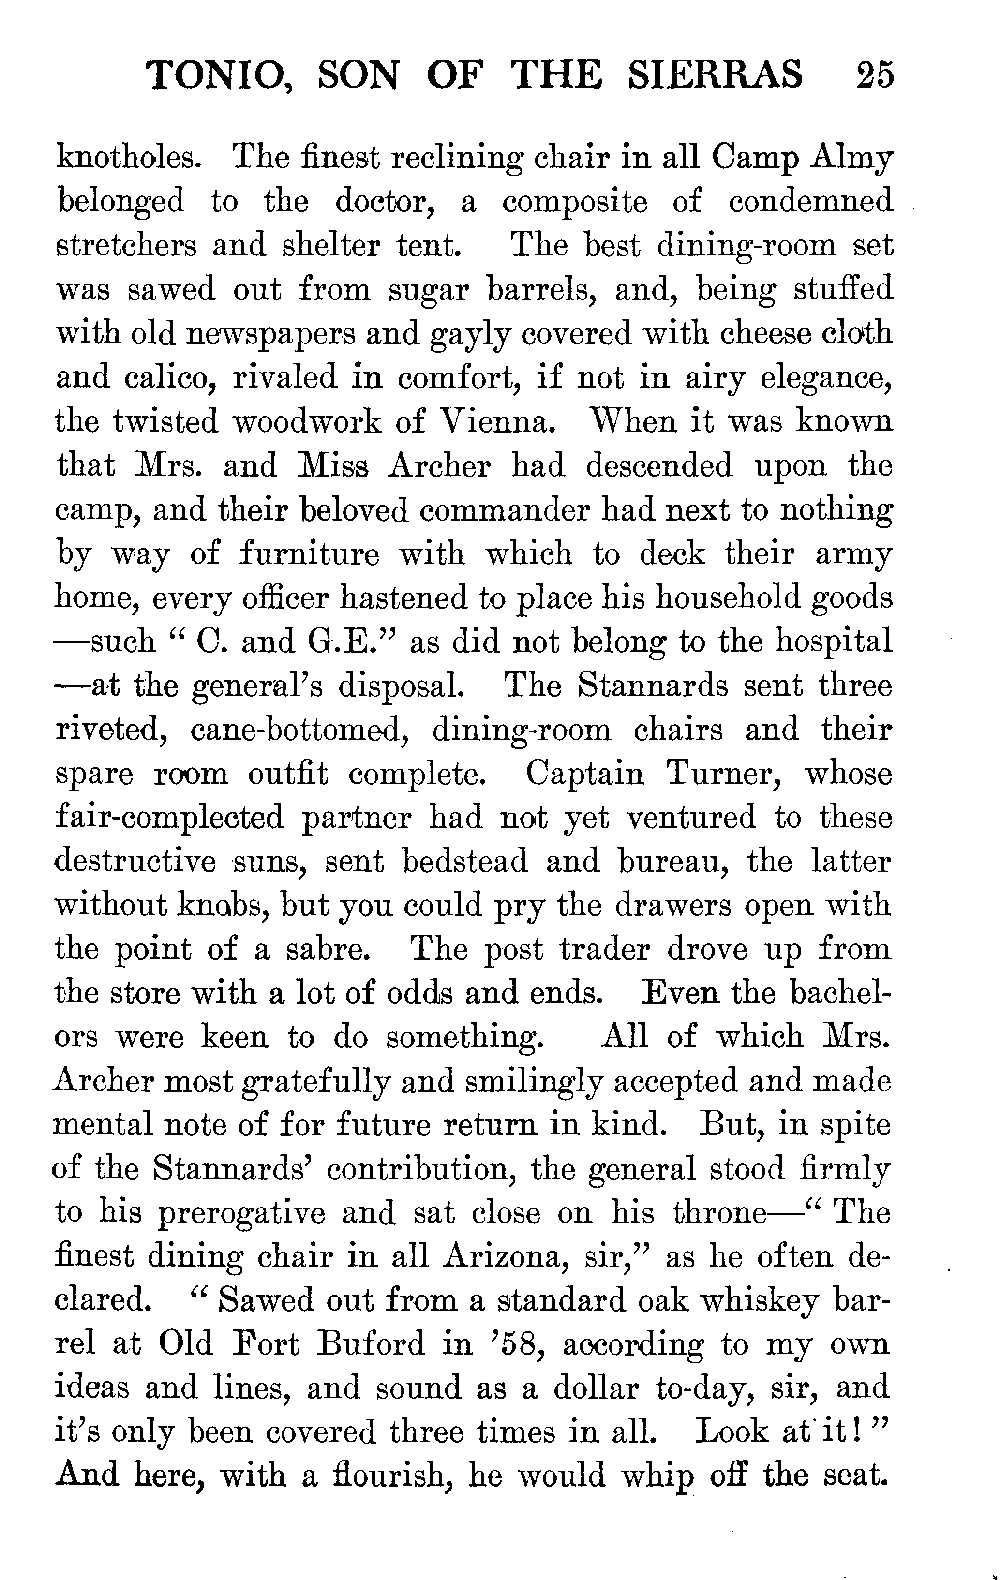 TONIO, SON OF THE SIERRAS 25
knotholes. The finest reclining chair in all Camp Almy
belonged to the doctor, a composite of condemned
stretchers and shelter tent. The best dining-room set
was sawed out from sugar barrels, and, being stuffed
with old newspapers and gayly covered with cheese cloth
and calico, rivaled in comfort, if not in airy elegance,
the twisted woodwork of Vienna. When it was known
that Mrs. and Miss Archer had descended upon the
camp, and their beloved commander had next to nothing
by way of furniture with which to deck their army
home, every officer hastened to place his household goods
—such “ C. and G.E.” as did not belong to the hospital
—at the general’s disposal. The Stannards sent three
riveted, cane-bottomed, dining-room chairs and their
spare room outfit complete. Captain Turner, whose
fair-complected partner had not yet ventured to these
destructive suns, sent bedstead and bureau, the latter
without knobs, but you could pry the drawers open with
the point of a sabre. The post trader drove up from
the store with a lot of odds and ends. Even the bachel-
ors were keen to do something. All of which Mrs.
Archer most gratefully and smilingly accepted and made
mental note of for future return in kind. But, in spite
of the Stannards’ contribution, the general stood firmly
to his prerogative and sat close on his throne—“ The
finest dining chair in all Arizona, sir,” as he often de-
clared. “ Sawed out from a standard oak whiskey bar-
rel at Old Fort Buford in ’58, according to my own
ideas and lines, and sound as a dollar to-day, sir, and
it’s only been covered three times in all. Look at it! ”
And here, with a flourish, he would whip off the seat.